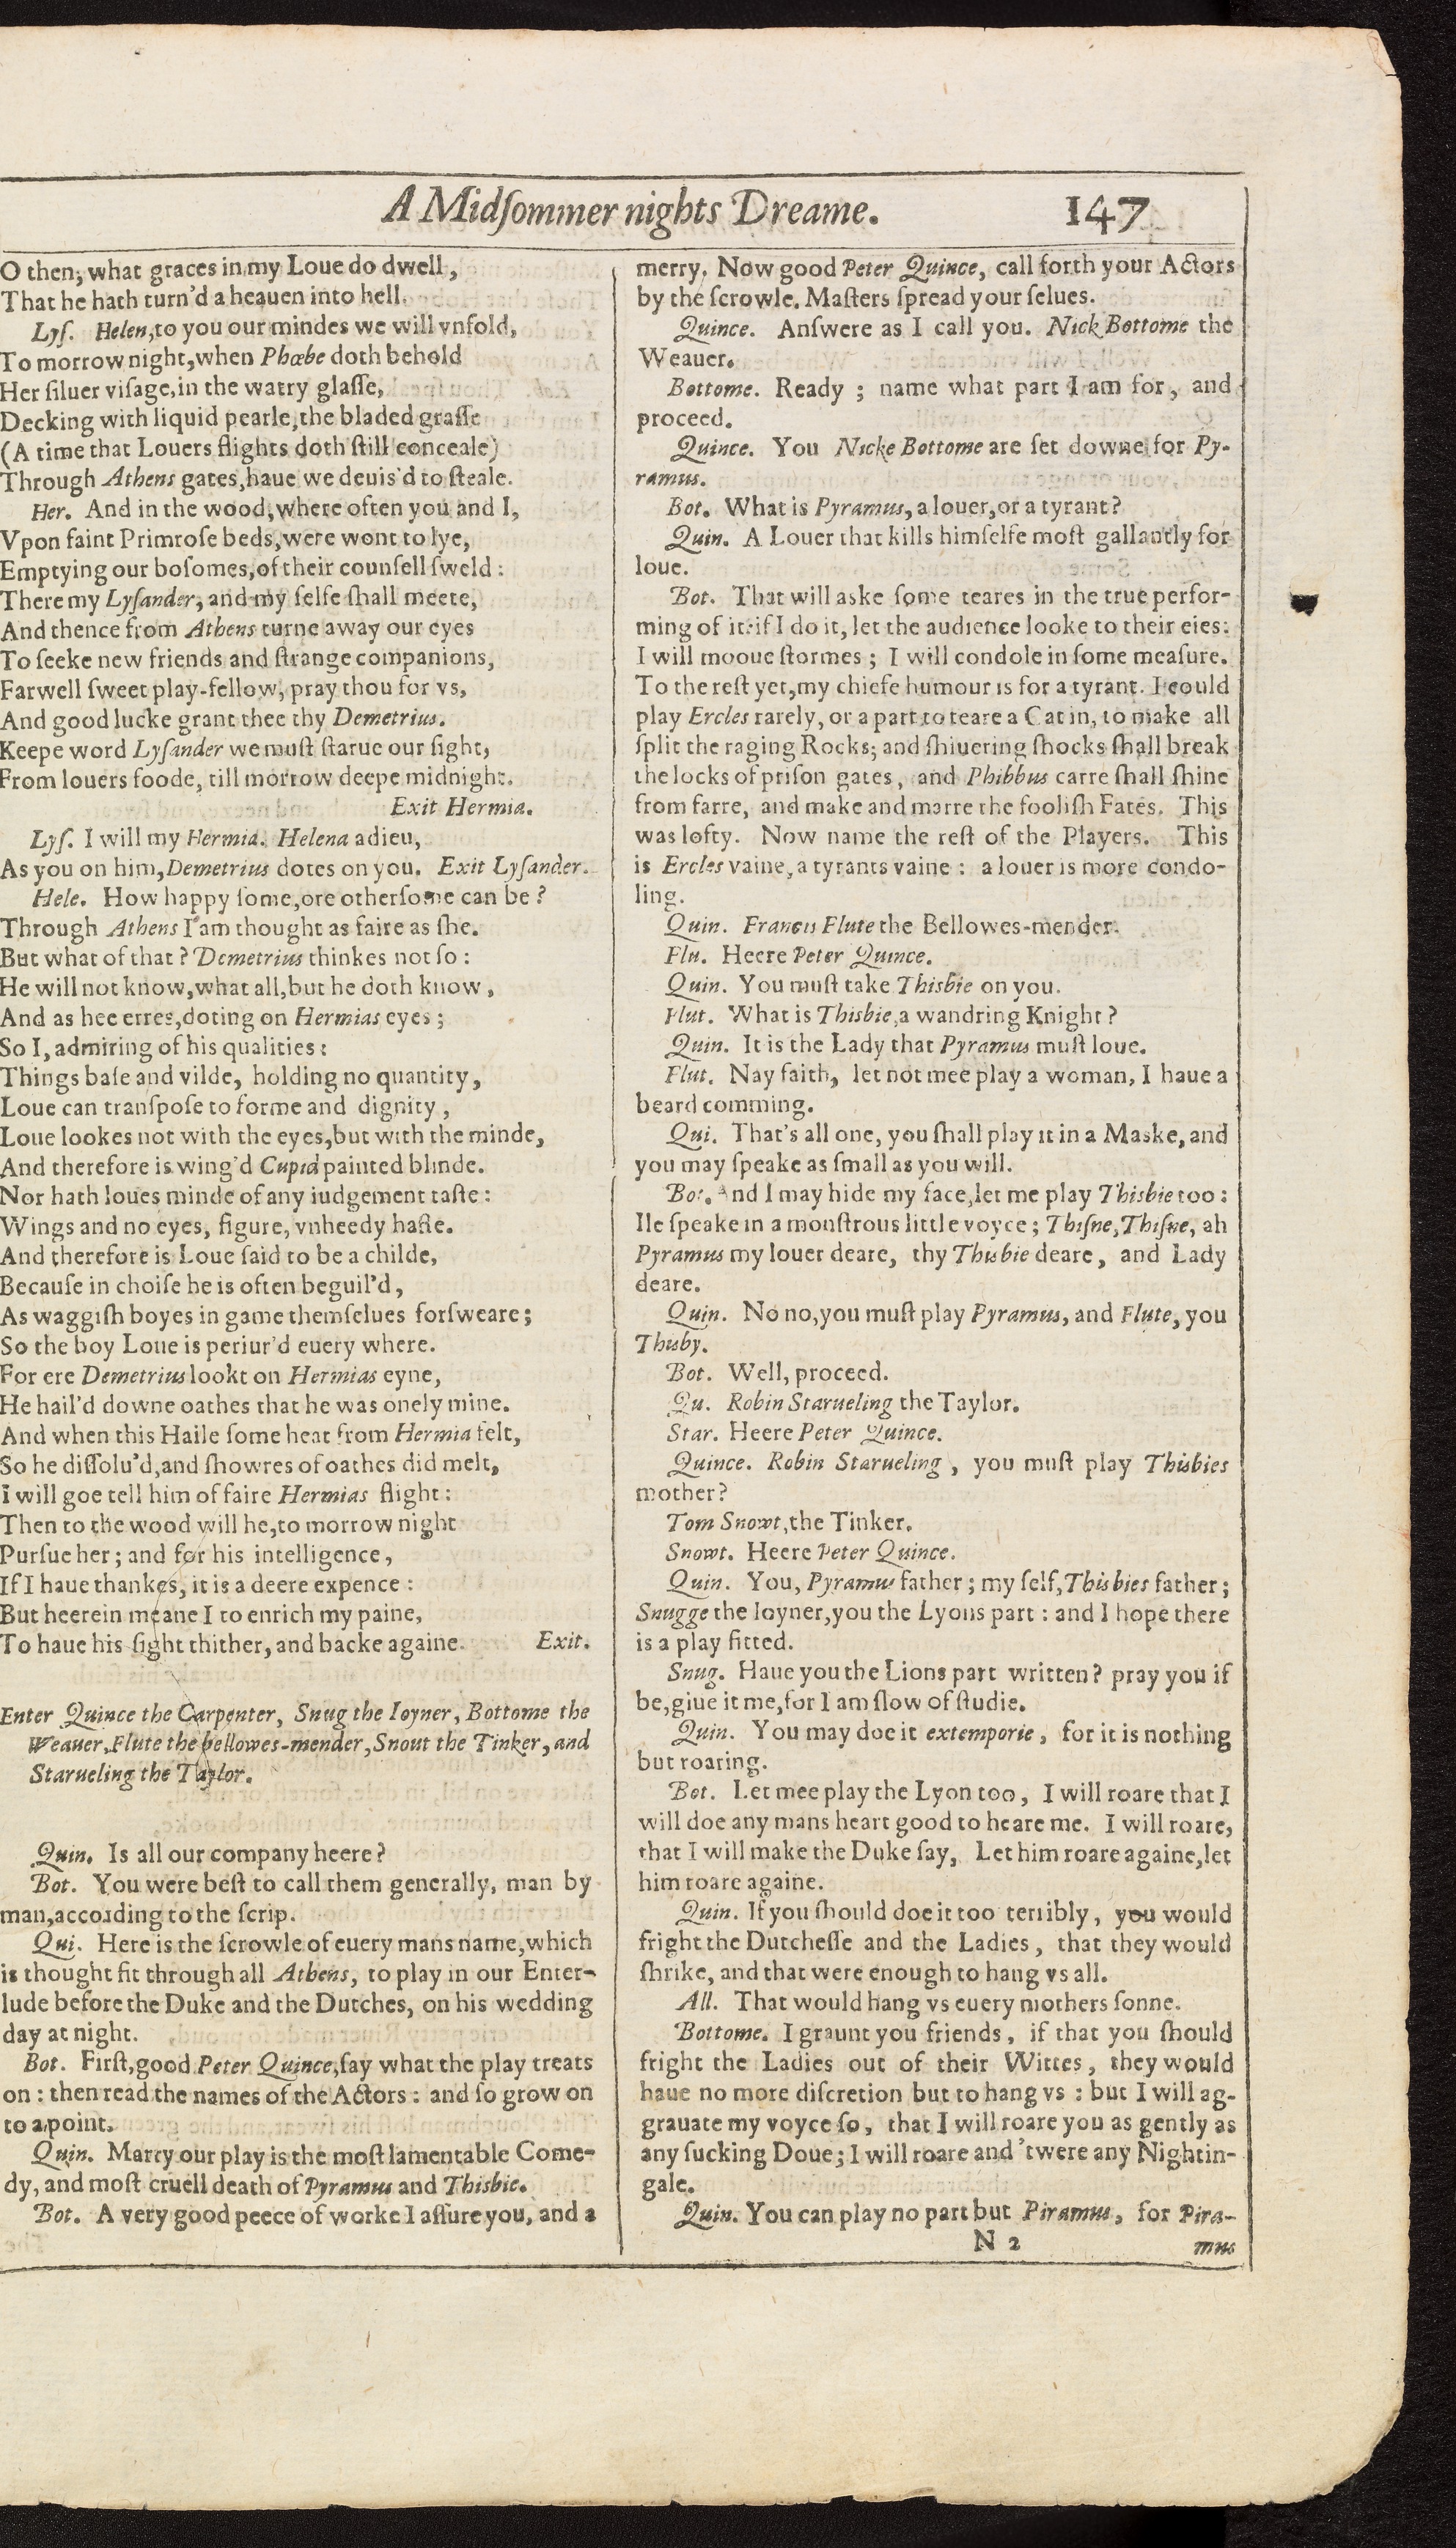 A Midſommer nights Dreame.
147
O then, what graces in my Loue do dwell,
That he hath turn'd a heauen into hell.
Lyſ. Helen, to you our mindes we will vnfold,
To morrow night, when Phœbe doth behold
Her ſiluer viſage, in the watry glaſſe,
Decking with liquid pearle, the bladed graſſe
(A time that Louers flights doth ſtill conceale)
Through Athens gates, haue we deuis'd to ſteale.
Her. And in the wood, where often you and I,
Vpon faint Primroſe beds, were wont to lye,
Emptying our boſomes, of their counſell ſweld:
There my Lyſander, and my ſelfe ſhall meete,
And thence from Athens turne away our eyes
To ſeeke new friends and ſtrange companions,
Farwell ſweet play-fellow, pray thou for vs,
And good lucke grant thee thy Demetrius.
Keepe word Lyſander we muſt ſtarue our ſight,
From louers foode, till morrow deepe midnight.
Exit Hermia.
Lyſ. I will my Hermia. Helena adieu,
As you on him, Demetrius dotes on you. Exit Lyſander.
Hele. How happy ſome, ore otherſome can be?
Through Athens I am thought as faire as ſhe.
But what of that? Demetrius thinkes not ſo:
He will not know, what all, but he doth know,
And as hee erres, doting on Hermias eyes;
So I, admiring of his qualities:
Things baſe and vilde, holding no quantity,
Loue can tranſpoſe to forme and dignity,
Loue lookes not with the eyes, but with the minde,
And therefore is wing'd Cupid painted blinde.
Nor hath loues minde of any iudgement taſte:
Wings and no eyes, figure, vnheedy haſte.
And therefore is Loue ſaid to be a childe,
Becauſe in choiſe he is often beguil'd,
As waggiſh boyes in game themſelues forſweare;
So the boy Loue is periur'd euery where.
For ere Demetrius lookt on Hermias eyne,
He hail'd downe oathes that he was onely mine.
And when this Haile ſome heat from Hermia felt,
So he diſſolu'd, and ſhowres of oathes did melt,
I will goe tell him of faire Hermias flight:
Then to the wood will he, to morrow night
Purſue her; and for his intelligence,
If I haue thankes, it is a deere expence:
But heerein meane I to enrich my paine,
To haue his ſight thither, and backe againe. Exit.
Enter Quince the Carpenter, Snug the Ioyner, Bottome the
Weauer, Flute the bellowes-mender, Snout the Tinker, and
Starueling the Taylor.
Quin. Is all our company heere?
Bot. You were beſt to call them generally, man by
man, according to the ſcrip.
Qui. Here is the ſcrowle of euery mans name, which
is thought fit through all Athens, to play in our Enter-
lude before the Duke and the Dutches, on his wedding
day at night.
Bot. Firſt, good Peter Quince, ſay what the play treats
on: then read the names of the Actors: and ſo grow on
to a point.
Quin. Marry our play is the moſt lamentable Come-
dy, and moſt cruell death of Pyramus and Thisbie.
Bot. A very good peece of worke I aſſure you, and a
merry. Now good Peter Quince, call forth your Actors
by the ſcrowle. Maſters ſpread your ſelues.
Quince. Anſwere as I call you. Nick Bottome the
Weauer.
Bottome. Ready; name what part I am for, and
proceed.
Quince. You Nicke Bottome are ſet downe for Py-
ramus.
Bot. What is Pyramus, a louer, or a tyrant?
Quin. A Louer that kills himſelfe moſt gallantly for
loue.
Bot. That will aske ſome teares in the true perfor-
ming of it: if I do it, let the audience looke to their eies:
I will mooue ſtormes; I will condole in ſome meaſure.
To the reſt yet, my chiefe humour is for a tyrant. I could
play Ercles rarely, or a part to teare a Cat in, to make all
ſplit the raging Rocks; and ſhiuering ſhocks ſhall break
the locks of priſon gates, and Phibbus carre ſhall ſhine
from farre, and make and marre the fooliſh Fates. This
was lofty. Now name the reſt of the Players. This
is Ercles vaine, a tyrants vaine: a louer is more condo-
ling.
Quin. Francis Flute the Bellowes-mender.
Flu. Heere Peter Quince.
Quin. You muſt take Thisbie on you.
Flut. What is Thisbie, a wandring Knight?
Quin. It is the Lady that Pyramus muſt loue.
Flut. Nay faith, let not mee play a woman, I haue a
beard comming.
Qui. That's all one, you ſhall play it in a Maske, and
you may ſpeake as ſmall as you will.
Bot. And I may hide my face, let me play Thisbie too:
Ile ſpeake in a monſtrous little voyce; Thiſne, Thiſne, ah
Pyramus my louer deare, thy Thisbie deare, and Lady
deare.
Quin. No no, you muſt play Pyramus, and Flute, you
Thisby.
Bot. Well, proceed.
Qu. Robin Starueling the Taylor.
Star. Heere Peter Quince.
Quince. Robin Starueling, you muſt play Thisbies
mother?
Tom Snowt, the Tinker.
Snowt. Heere Peter Quince.
Quin. You, Pyramus father; my ſelf, Thisbies father;
Snugge the Ioyner, you the Lyons part: and I hope there
is a play fitted.
Snug. Haue you the Lions part written? pray you if
be, giue it me, for I am ſlow of ſtudie.
Quin. You may doe it extemporie, for it is nothing
but roaring.
Bot. Let mee play the Lyon too, I will roare that I
will doe any mans heart good to heare me. I will roare,
that I will make the Duke ſay, Let him roare againe, let
him roare againe.
Quin. If you ſhould doe it too terribly, you would
fright the Dutcheſſe and the Ladies, that they would
ſhrike, and that were enough to hang vs all.
All. That would hang vs euery mothers ſonne.
Bottome. I graunt you friends, if that you ſhould
fright the Ladies out of their Wittes, they would
haue no more diſcretion but to hang vs: but I will ag-
grauate my voyce ſo, that I will roare you as gently as
any ſucking Doue; I will roare and 'twere any Nightin-
gale.
Quin. You can play no part but Piramus, for Pira-
N 2
mus